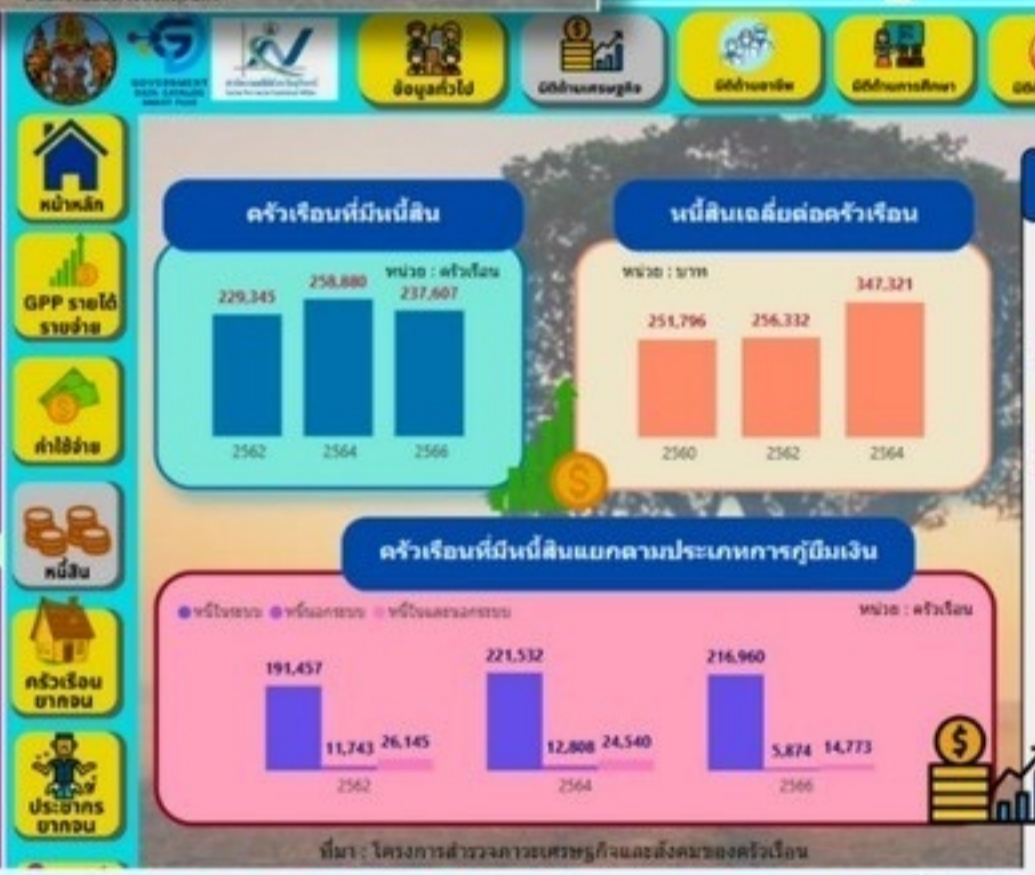 GOVERNMENT
DATA CATALOG
SMART PLUS
ข้อมูลทั่วไป
มิติด้านเศรษฐกิจ
มิติด้านอาชีพ
มิติด้านการศึกษา
หน้าหลัก
GPP รายได้
รายจ่าย
ค่าใช้จ่าย
หนี้สิน
ครัวเรือน
ยากจน
ประชากร
ยากจน
ครัวเรือนที่มีหนี้สิน
หน่วย : ครัวเรือน
229,345
258,880
237,607
2562
2564
2566
หนี้สินเฉลี่ยต่อครัวเรือน
หน่วย : บาท
251,796
256,332
347,321
2560
2562
2564
ครัวเรือนที่มีหนี้สินแยกตามประเภทการกู้ยืมเงิน
หนี้ในระบบ หนี้นอกระบบ หนี้ในและนอกระบบ
หน่วย : ครัวเรือน
191,457
11,743
26,145
221,532
12,808
24,540
216,960
5,874
14,773
2562
2564
2566
ที่มา : โครงการสำรวจภาวะเศรษฐกิจและสังคมของครัวเรือน